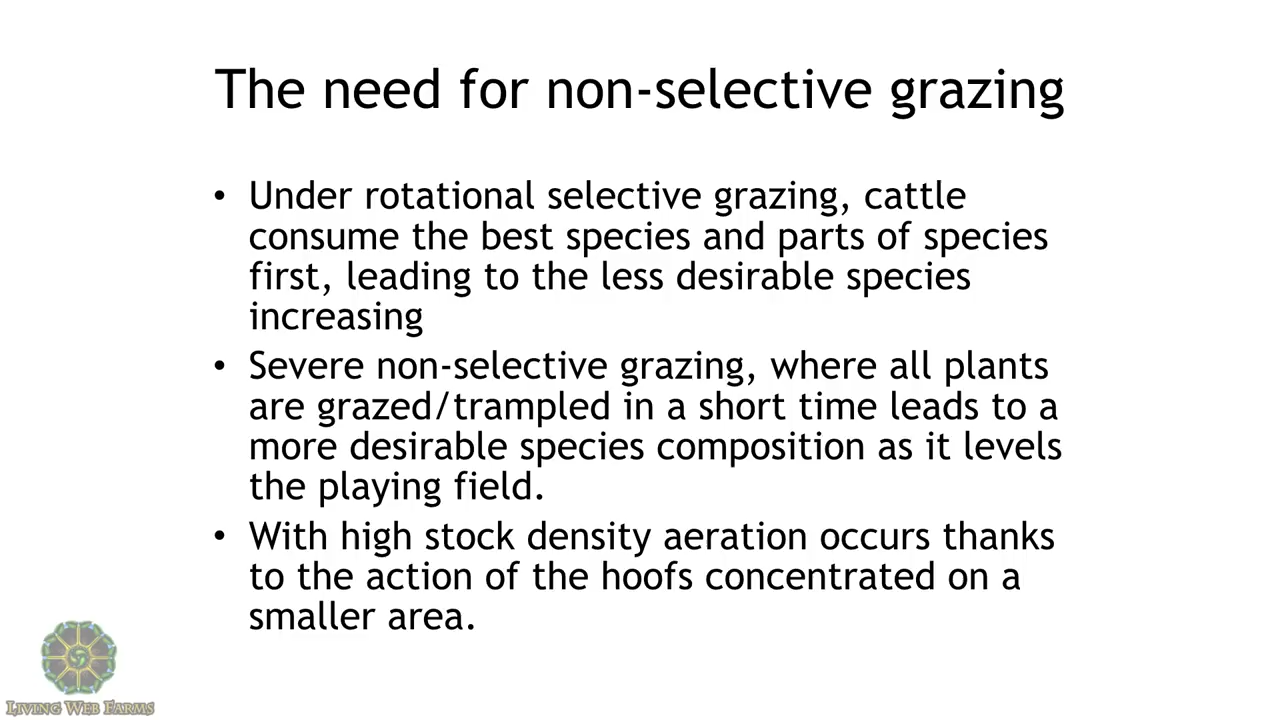 The need for non-selective grazing
• Under rotational selective grazing, cattle
consume the best species and parts of species
first, leading to the less desirable species
increasing
• Severe non-selective grazing, where all plants
are grazed/trampled in a short time leads to a
more desirable species composition as it levels
the playing field.
• With high stock density aeration occurs thanks
to the action of the hoofs concentrated on a
smaller area.
LIVING WEB FARMS